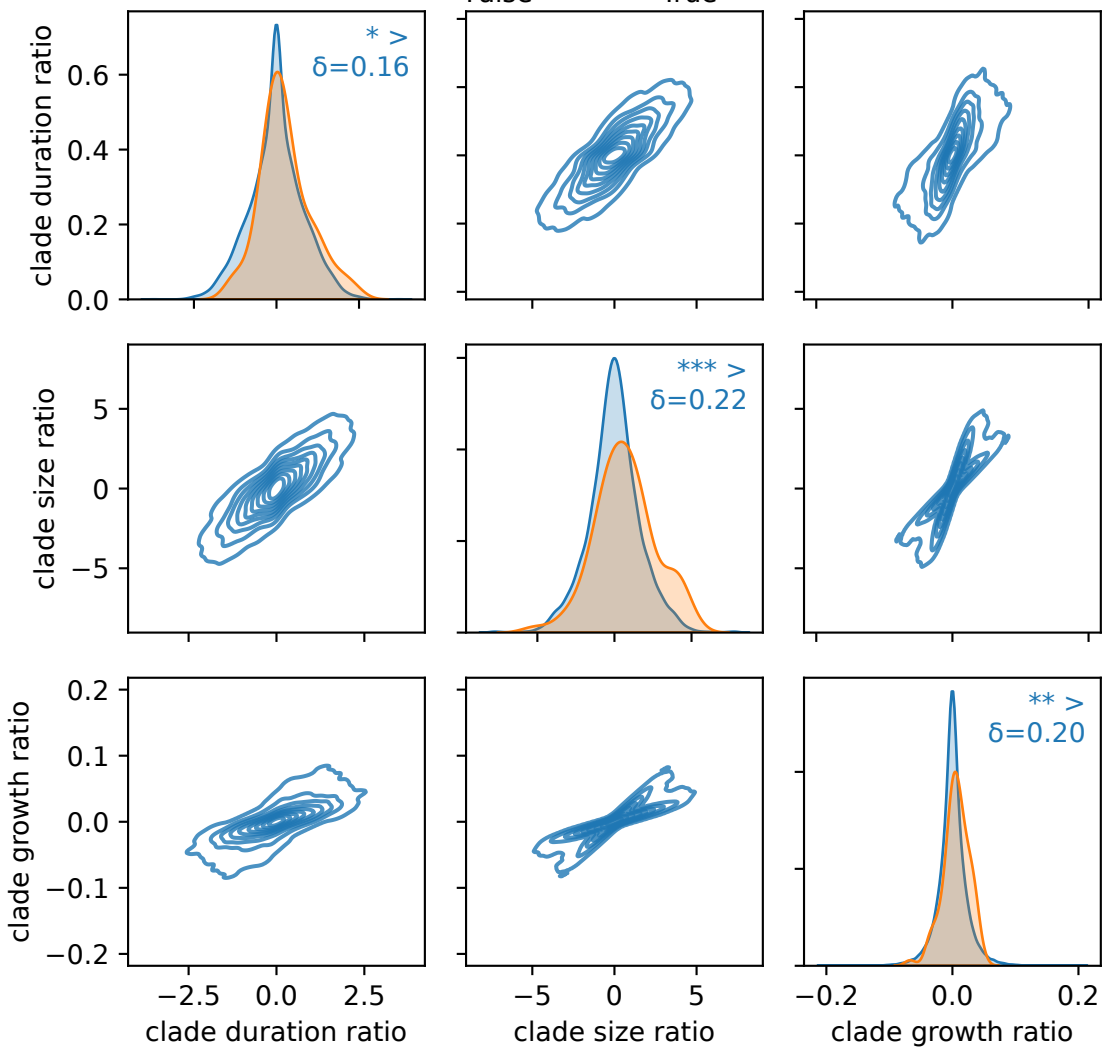 clade duration ratio
0.6
0.4
0.2
0.0
* >
δ=0.16
clade size ratio
5
0
−5
*** >
δ=0.22
clade growth ratio
0.2
0.1
0.0
−0.1
−0.2
** >
δ=0.20
−2.5 0.0 2.5
−5 0 5
−0.2 0.0 0.2
clade duration ratio
clade size ratio
clade growth ratio